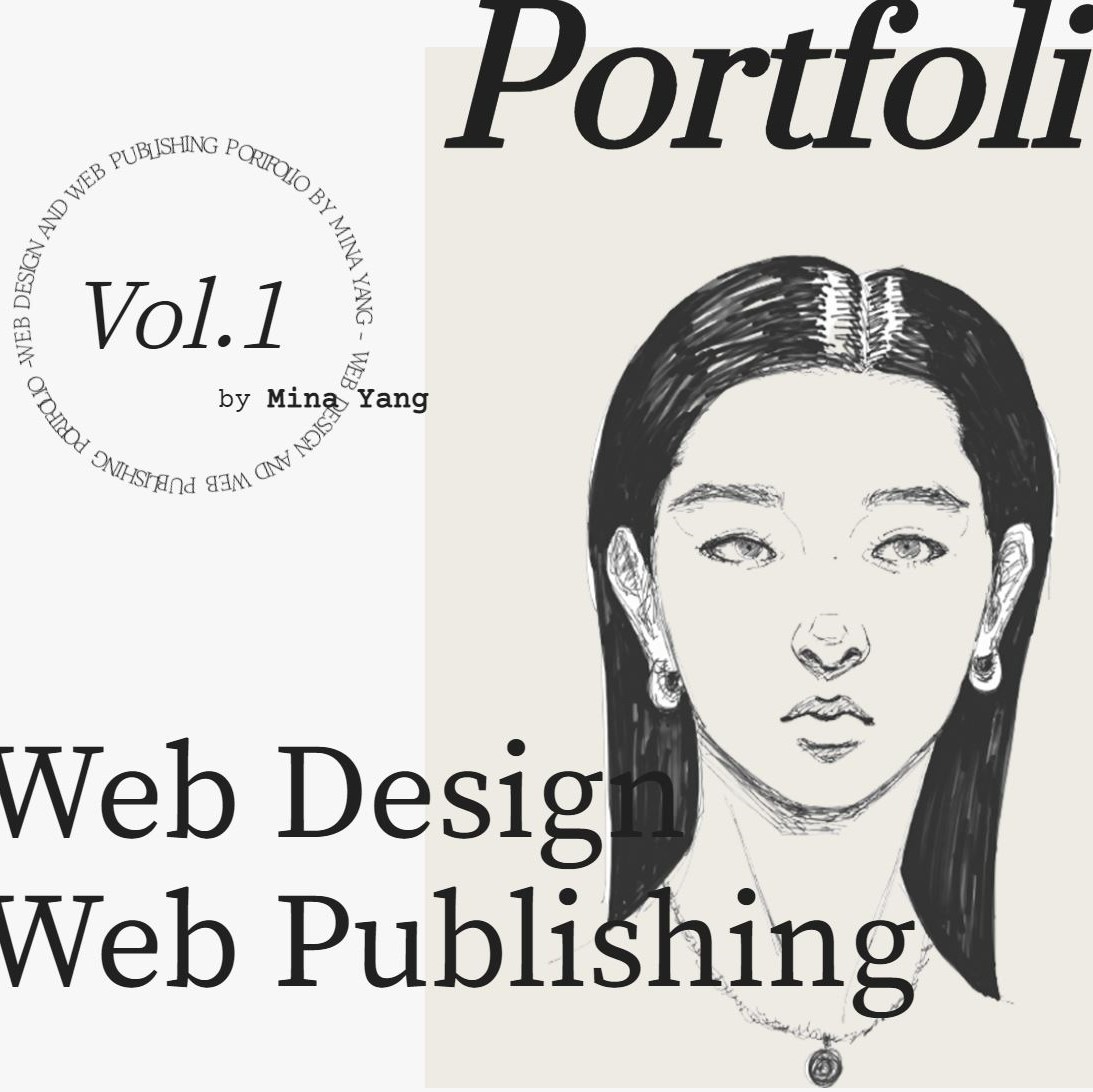 Portfoli
WEB DESIGN AND WEB PUBLISHING PORTFOLIO BY MINA YANG - WEB DESIGN AND WEB PUBLISHING PORTFOLIO -
Vol.1
by Mina Yang
Web Design
Web Publishing